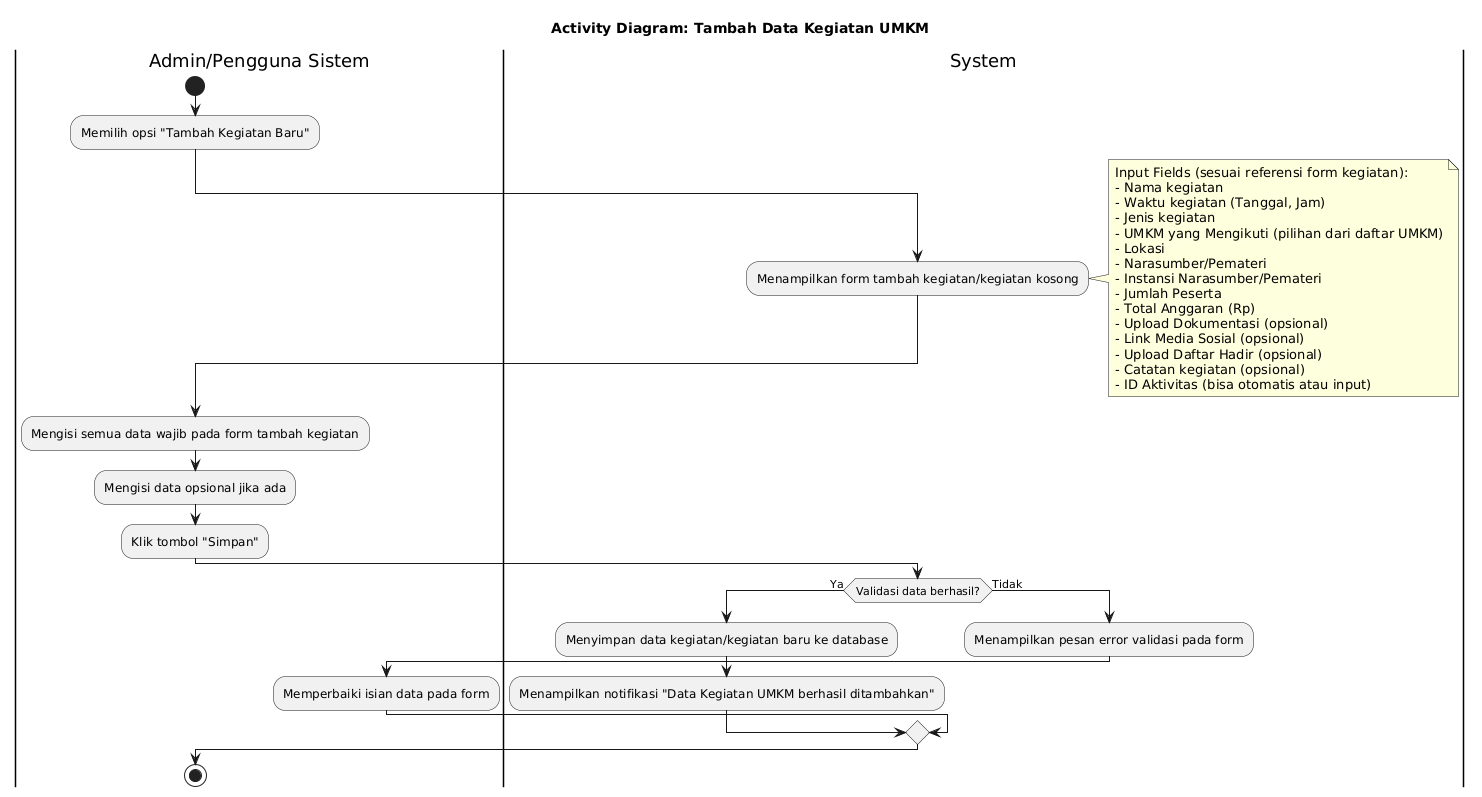 Activity Diagram: Tambah Data Kegiatan UMKM
Admin/Pengguna Sistem
System
Memilih opsi "Tambah Kegiatan Baru"
Input Fields (sesuai referensi form kegiatan):
- Nama kegiatan
- Waktu kegiatan (Tanggal, Jam)
- Jenis kegiatan
- UMKM yang Mengikuti (pilihan dari daftar UMKM)
- Lokasi
- Narasumber/Pemateri
- Instansi Narasumber/Pemateri
- Jumlah Peserta
- Total Anggaran (Rp)
- Upload Dokumentasi (opsional)
- Link Media Sosial (opsional)
- Upload Daftar Hadir (opsional)
- Catatan kegiatan (opsional)
- ID Aktivitas (bisa otomatis atau input)
Menampilkan form tambah kegiatan/kegiatan kosong
Mengisi semua data wajib pada form tambah kegiatan
Mengisi data opsional jika ada
Klik tombol "Simpan"
Ya
Validasi data berhasil?
Tidak
Menyimpan data kegiatan/kegiatan baru ke database
Menampilkan pesan error validasi pada form
Memperbaiki isian data pada form
Menampilkan notifikasi "Data Kegiatan UMKM berhasil ditambahkan"